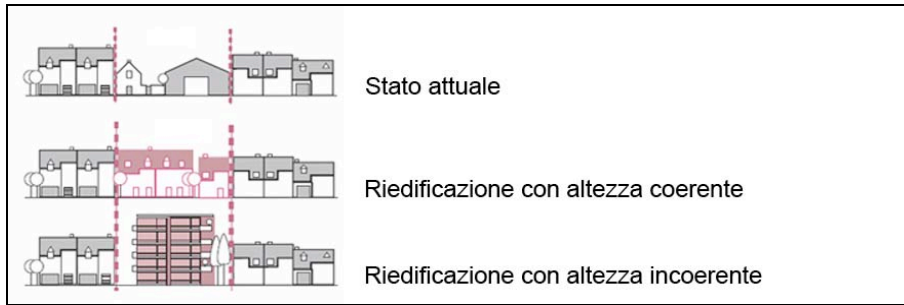 Stato attuale
Riedificazione con altezza coerente
Riedificazione con altezza incoerente